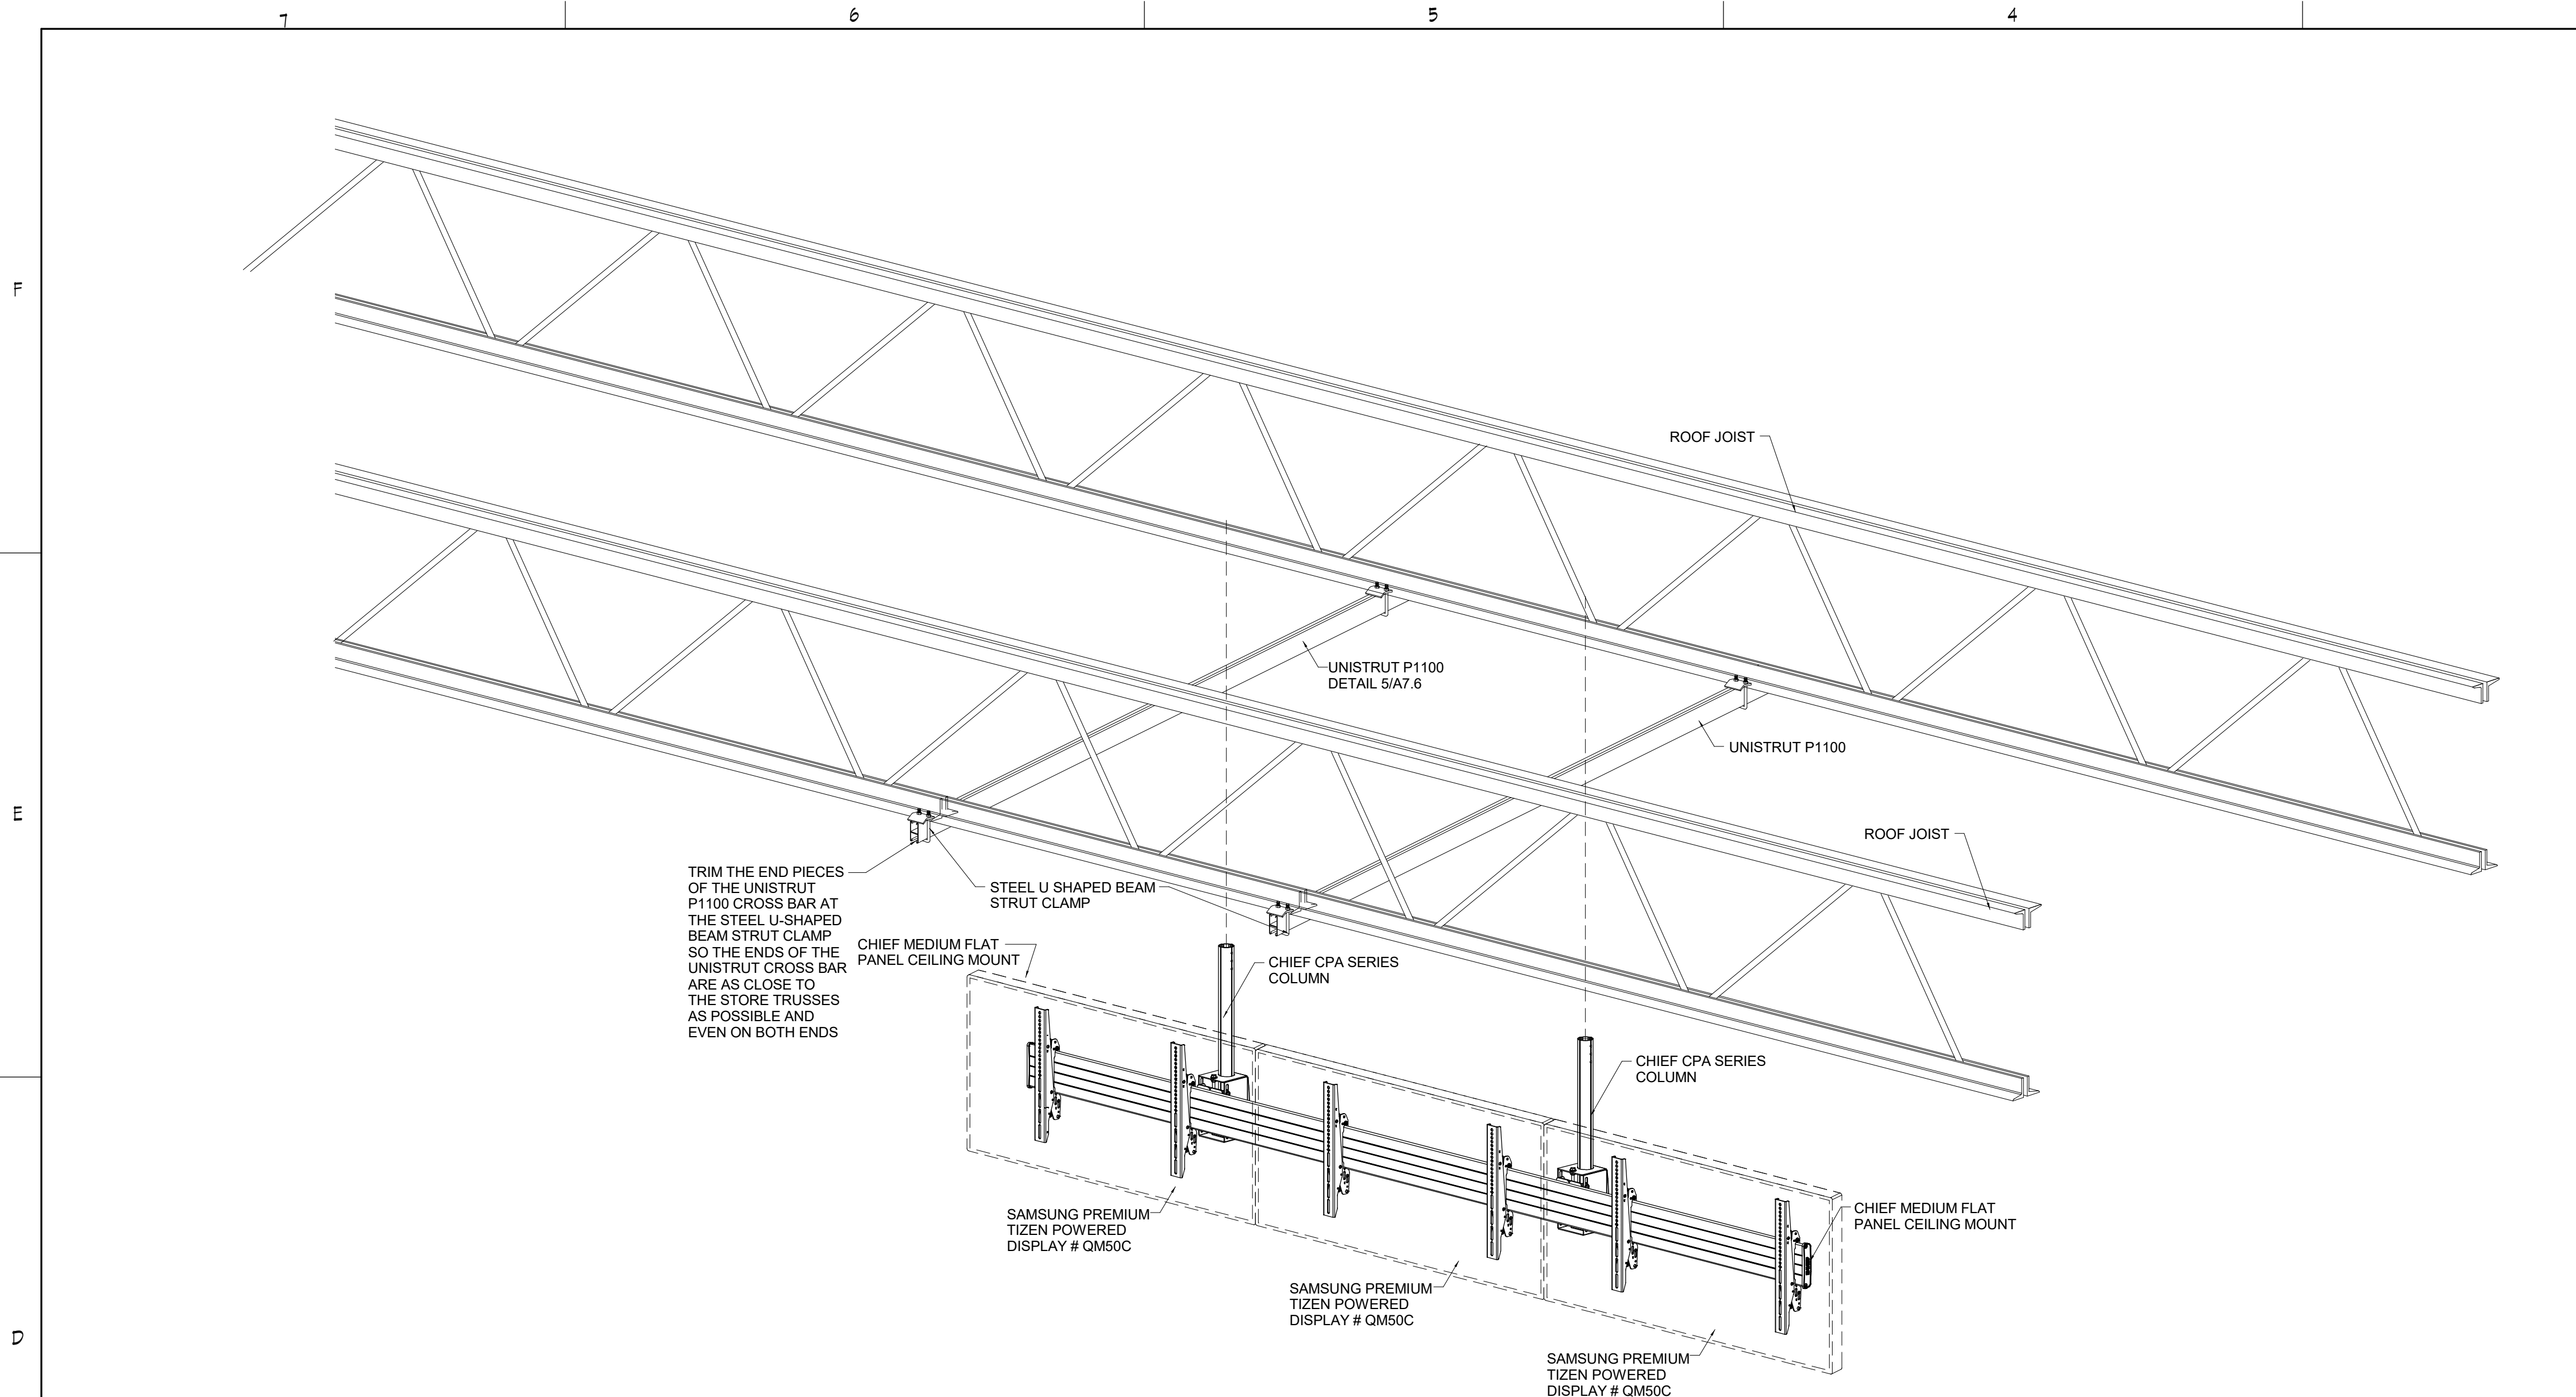 7
6
5
4
F
E
D
ROOF JOIST
UNISTRUT P1100
DETAIL 5/A7.6
UNISTRUT P1100
ROOF JOIST
TRIM THE END PIECES
OF THE UNISTRUT
P1100 CROSS BAR AT
THE STEEL U-SHAPED
BEAM STRUT CLAMP
SO THE ENDS OF THE
UNISTRUT CROSS BAR
ARE AS CLOSE TO
THE STORE TRUSSES
AS POSSIBLE AND
EVEN ON BOTH ENDS
STEEL U SHAPED BEAM
STRUT CLAMP
CHIEF MEDIUM FLAT
PANEL CEILING MOUNT
CHIEF CPA SERIES
COLUMN
CHIEF CPA SERIES
COLUMN
SAMSUNG PREMIUM
TIZEN POWERED
DISPLAY # QM50C
CHIEF MEDIUM FLAT
PANEL CEILING MOUNT
SAMSUNG PREMIUM
TIZEN POWERED
DISPLAY # QM50C
SAMSUNG PREMIUM
TIZEN POWERED
DISPLAY # QM50C